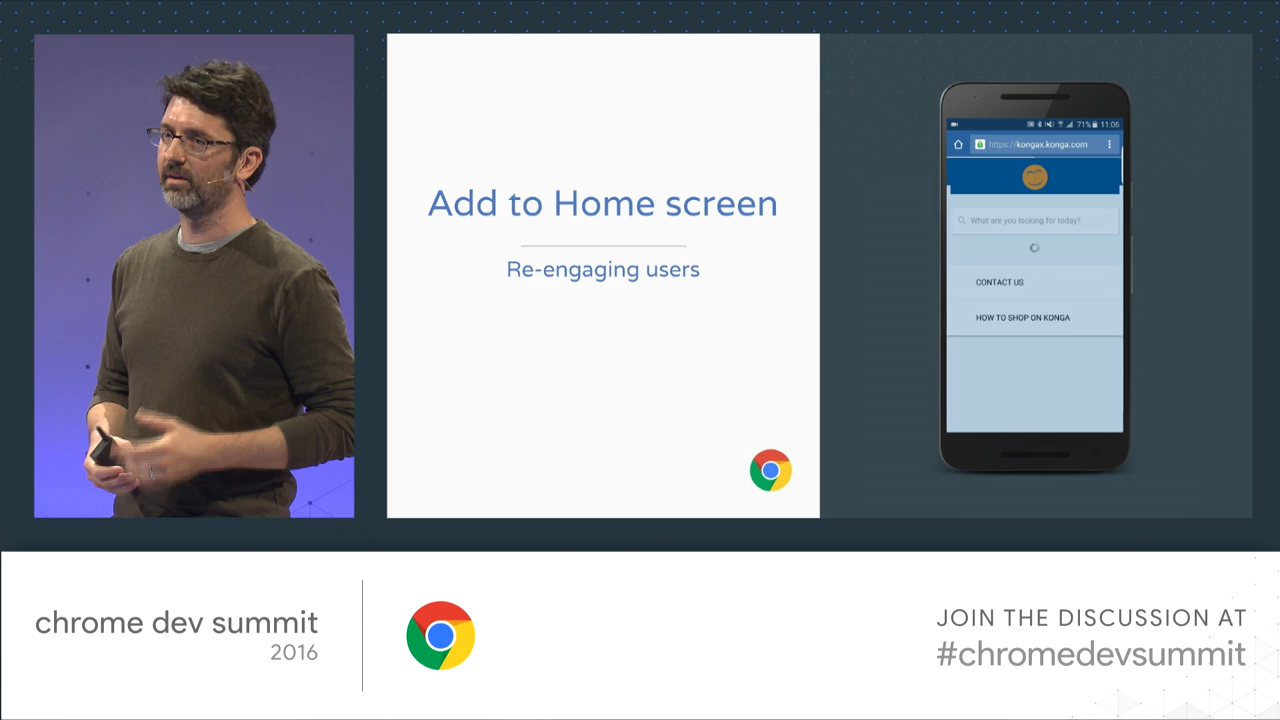 Add to Home screen
Re-engaging users
71% 11:06
https://kongax.konga.com
What are you looking for today?
CONTACT US
HOW TO SHOP ON KONGA
chrome dev summit
2016
JOIN THE DISCUSSION AT
#chromedevsummit